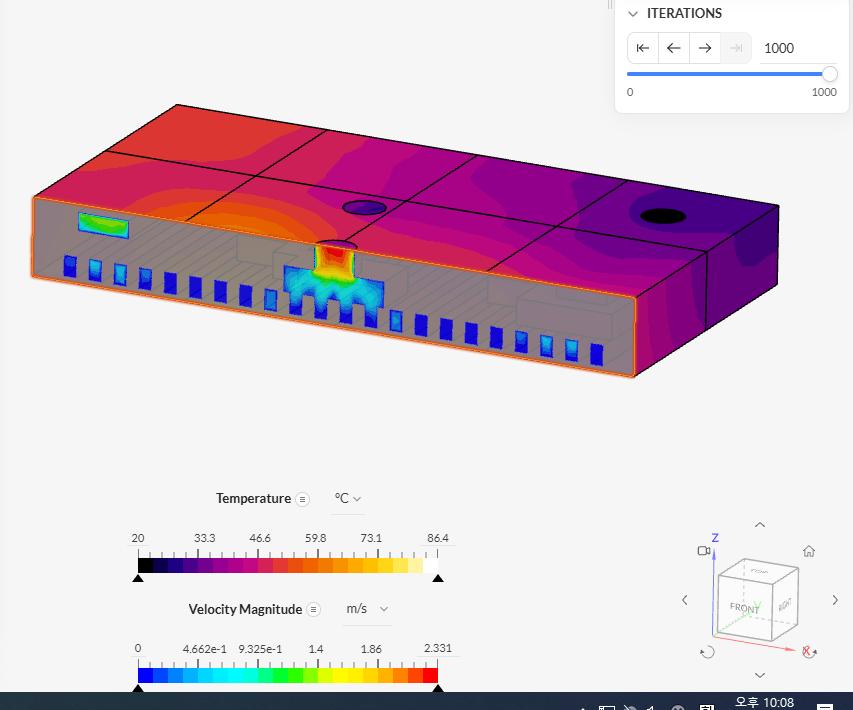 ITERATIONS
1000
0 1000
Temperature °C
20 33.3 46.6 59.8 73.1 86.4
Velocity Magnitude m/s
0 4.662e-1 9.325e-1 1.4 1.86 2.331
Z
TOP
FRONT
Y
RIGHT
X
오후 10:08